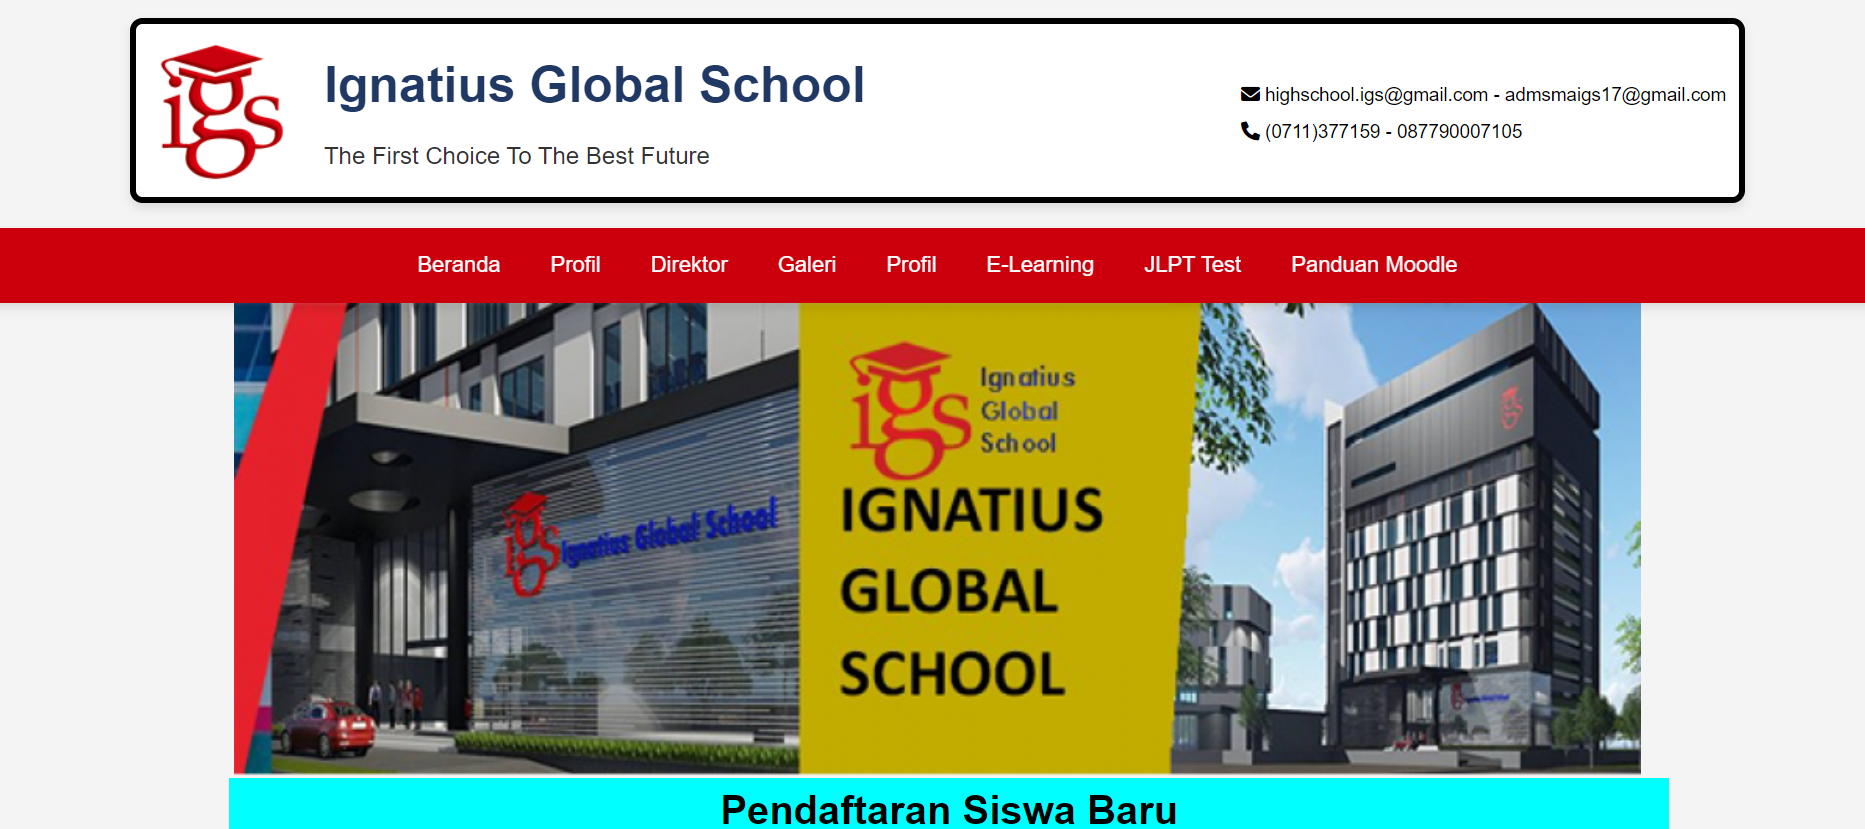 igs
Ignatius Global School
The First Choice To The Best Future
highschool.igs@gmail.com - admsmaigs17@gmail.com
(0711)377159 - 087790007105
Beranda Profil Direktor Galeri Profil E-Learning JLPT Test Panduan Moodle
igs
Ignatius Global School
igs
Ignatius
Global
School
IGNATIUS
GLOBAL
SCHOOL
igs
igs
Pendaftaran Siswa Baru